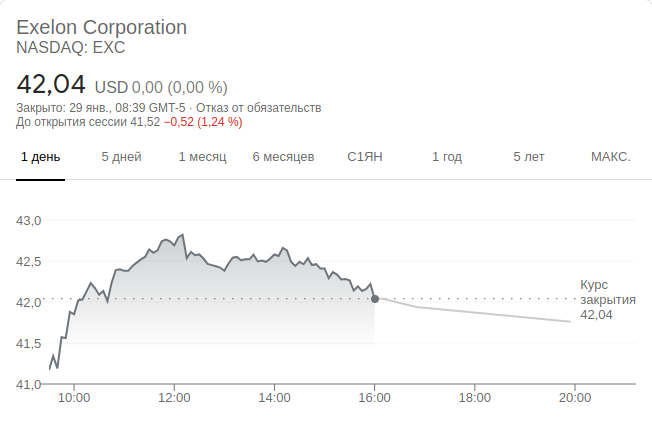 Exelon Corporation
NASDAQ: EXC
42,04 USD 0,00 (0,00 %)
Закрыто: 29 янв., 08:39 GMT-5 · Отказ от обязательств
До открытия сессии 41,52 −0,52 (1,24 %)
1 день 5 дней 1 месяц 6 месяцев С1ЯН 1 год 5 лет МАКС.
43,0
42,5
Курс
42,0 закрытия
42,04
41,5
41,0
10:00 12:00 14:00 16:00 18:00 20:00